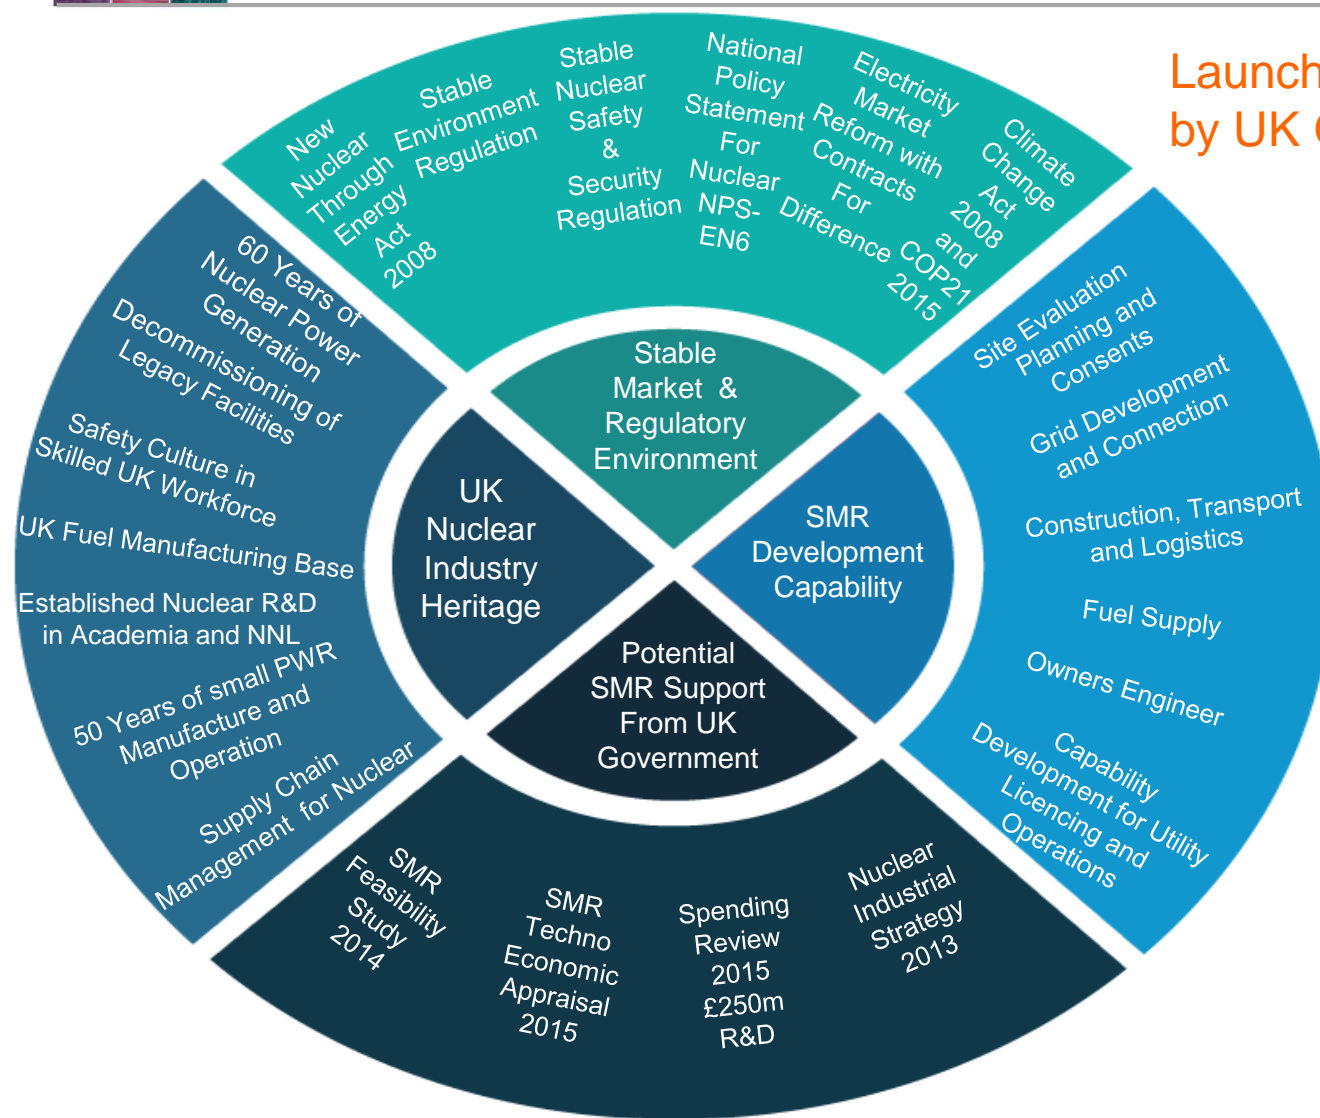 Launch
by UK
New
Nuclear
Through
Energy
Act
2008
Stable
Environment
Regulation
Stable
Nuclear
Safety
&
Security
Regulation
National
Policy
Statement
For
Nuclear
NPS-
EN6
Electricity
Market
Reform with
Contracts
For
Difference
Climate
Change
Act
2008
and
COP21
2015
60 Years of
Nuclear Power
Generation
Decommissioning of
Legacy Facilities
Safety Culture in
Skilled UK Workforce
UK Fuel Manufacturing Base
Established Nuclear R&D
in Academia and NNL
50 Years of small PWR
Manufacture and
Operation
Supply Chain
Management for Nuclear
Stable
Market &
Regulatory
Environment
UK
Nuclear
Industry
Heritage
SMR
Development
Capability
Potential
SMR Support
From UK
Government
Site Evaluation
Planning and
Consents
Grid Development
and Connection
Construction, Transport
and Logistics
Fuel Supply
Owners Engineer
Capability
Development for Utility
Licencing and
Operations
SMR
Feasibility
Study
2014
SMR
Techno
Economic
Appraisal
2015
Spending
Review
2015
£250m
R&D
Nuclear
Industrial
Strategy
2013